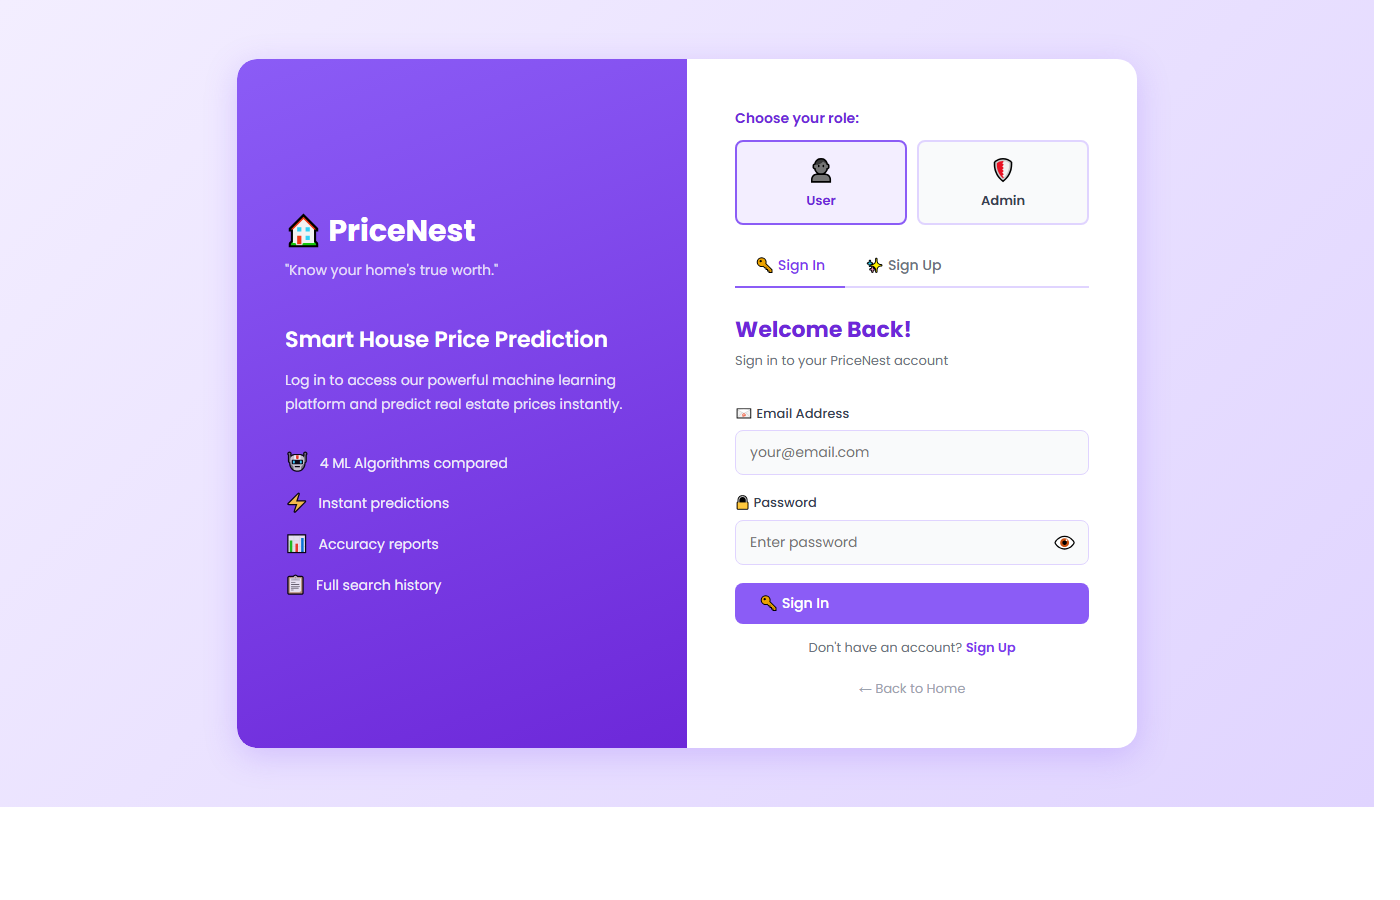 PriceNest
"Know your home's true worth."
Smart House Price Prediction
Log in to access our powerful machine learning
platform and predict real estate prices instantly.
4 ML Algorithms compared
Instant predictions
Accuracy reports
Full search history
Choose your role:
User
Admin
Sign In
Sign Up
Welcome Back!
Sign in to your PriceNest account
Email Address
your@email.com
Password
Enter password
Sign In
Don't have an account? Sign Up
← Back to Home